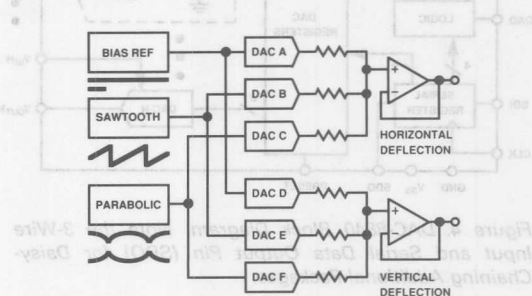 BIAS REF
SAWTOOTH
PARABOLIC
DAC A
DAC B
DAC C
DAC D
DAC E
DAC F
+
−
HORIZONTAL
DEFLECTION
+
−
VERTICAL
DEFLECTION